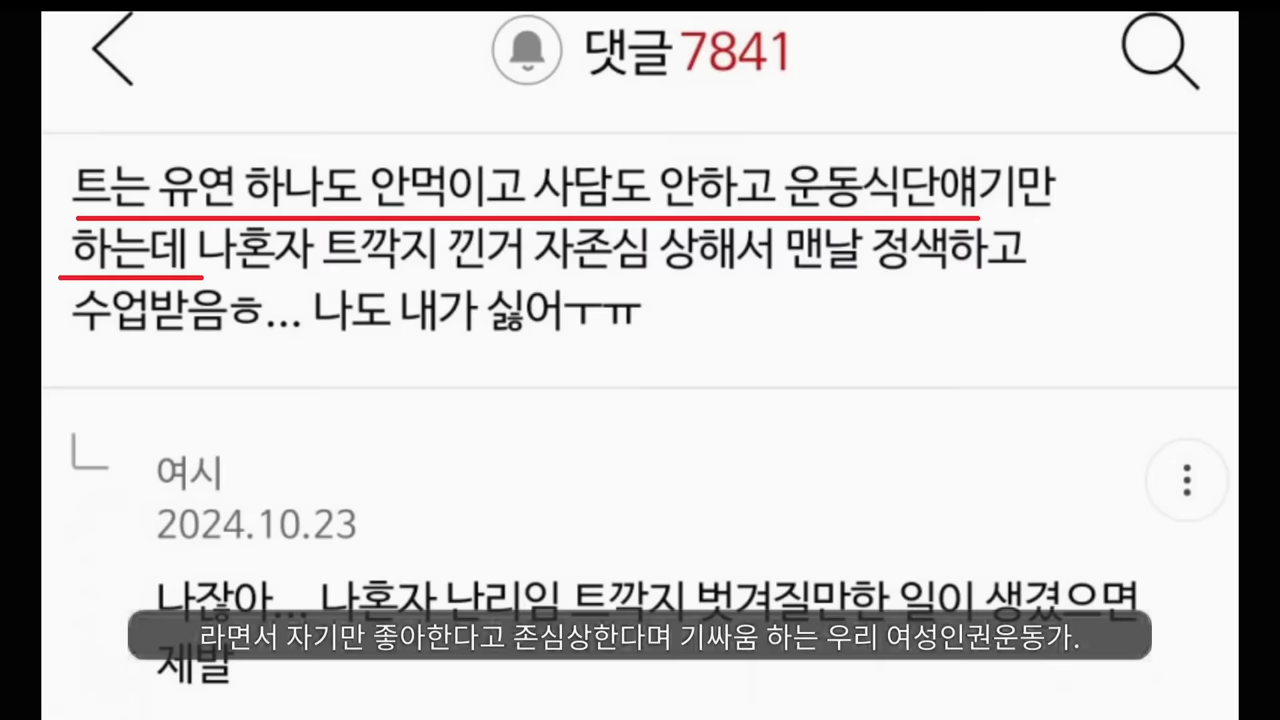 댓글 7841
트는 유연 하나도 안먹이고 사담도 안하고 운동식단얘기만
하는데 나혼자 트깍지 낀거 자존심 상해서 맨날 정색하고
수업받음ㅎ... 나도 내가 싫어ㅜㅠ
여시
2024.10.23
나잖아... 나혼자 난리임 트깍지 벗겨질만한 일이 생겼으면
제발
라면서 자기만 좋아한다고 존심상한다며 기싸움 하는 우리 여성인권운동가.